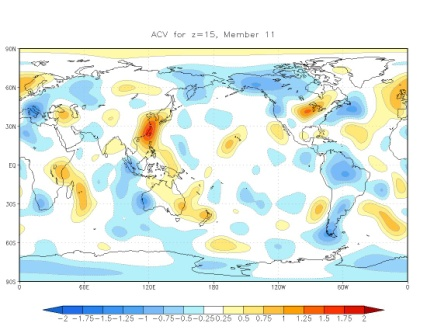 ACV for z=15, Member 11
90N
60N
30N
EQ
30S
60S
90S
0 60E 120E 180 120W 60W 0
-2 -1.75 -1.5 -1.25 -1 -0.75 -0.5 -0.25 0.25 0.5 0.75 1 1.25 1.5 1.75 2